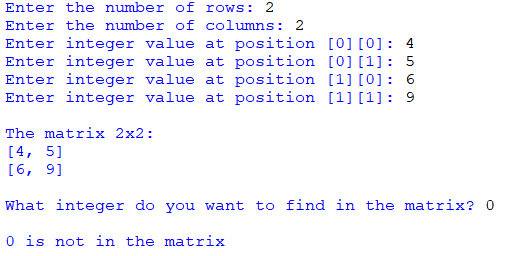 Enter the number of rows: 2
Enter the number of columns: 2
Enter integer value at position [0][0]: 4
Enter integer value at position [0][1]: 5
Enter integer value at position [1][0]: 6
Enter integer value at position [1][1]: 9
The matrix 2x2:
[4, 5]
[6, 9]
What integer do you want to find in the matrix? 0
0 is not in the matrix